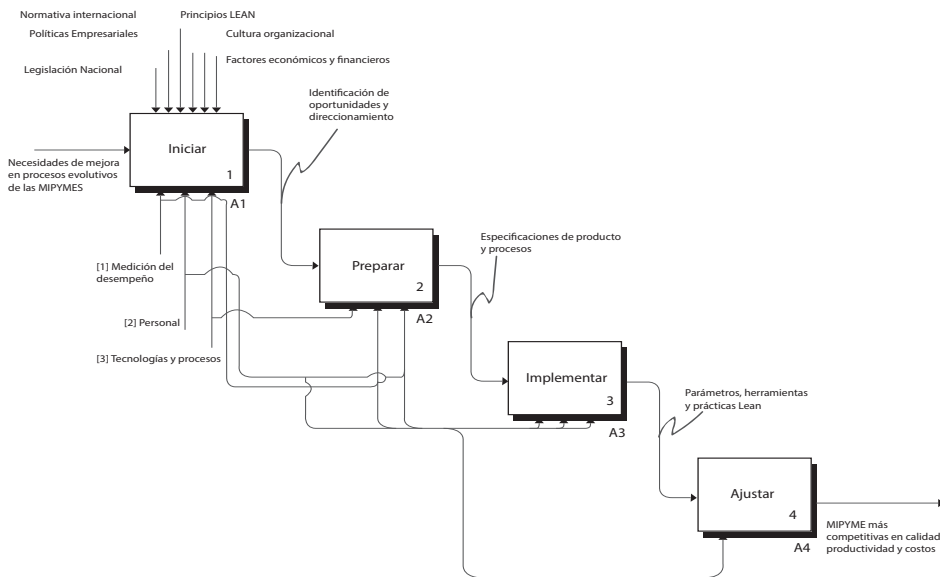 Normativa internacional
Principios LEAN
Políticas Empresariales
Cultura organizacional
Factores económicos y financieros
Legislación Nacional
Identificación de
oportunidades y
direccionamiento
Iniciar
1
A1
Necesidades de mejora
en procesos evolutivos
de las MIPYMES
Especificaciones de producto
y procesos
Preparar
2
A2
[1] Medición del
desempeño
[2] Personal
[3] Tecnologías y procesos
Implementar
3
A3
Parámetros, herramientas
y prácticas Lean
Ajustar
4
A4
MIPYME más
competitivas en calidad
productividad y costos